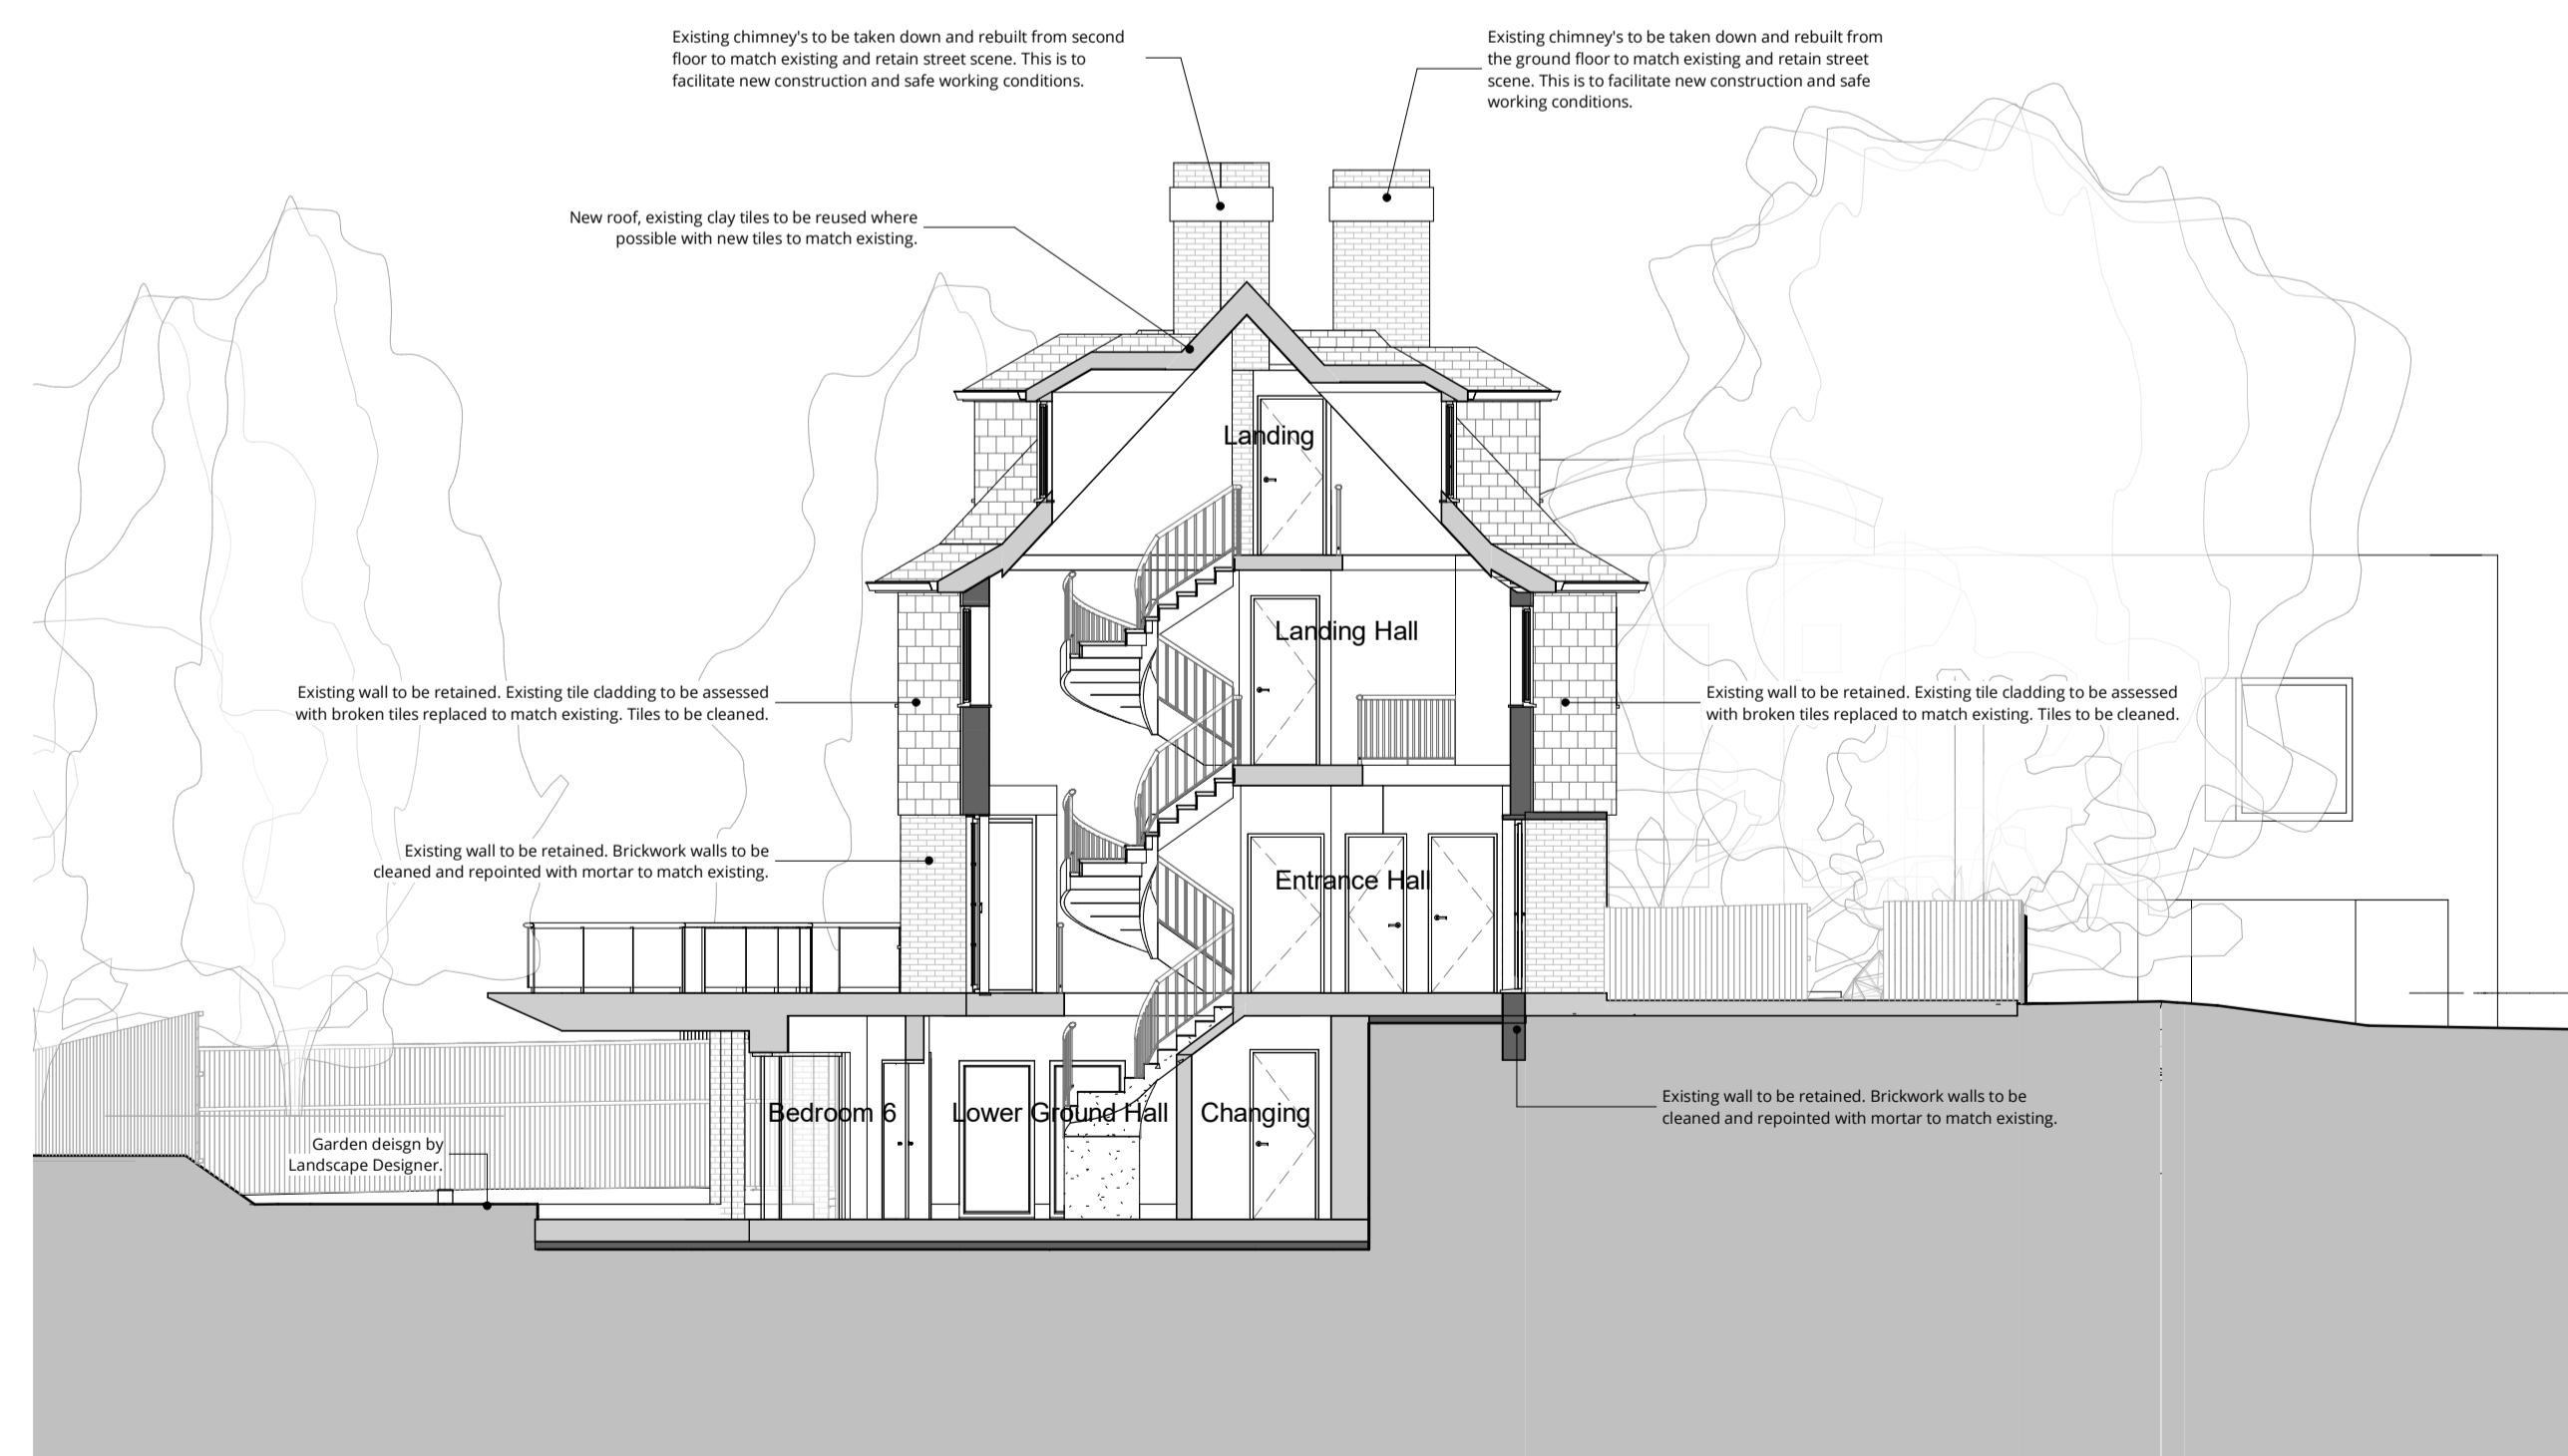 Existing chimney's to be taken down and rebuilt from second
floor to match existing and retain street scene. This is to
facilitate new construction and safe working conditions.
Existing chimney's to be taken down and rebuilt from
the ground floor to match existing and retain street
scene. This is to facilitate new construction and safe
working conditions.
New roof, existing clay tiles to be reused where
possible with new tiles to match existing.
Landing
Landing Hall
Existing wall to be retained. Existing tile cladding to be assessed
with broken tiles replaced to match existing. Tiles to be cleaned.
Existing wall to be retained. Existing tile cladding to be assessed
with broken tiles replaced to match existing. Tiles to be cleaned.
Existing wall to be retained. Brickwork walls to be
cleaned and repointed with mortar to match existing.
Entrance Hall
Bedroom 6
Lower Ground Hall
Changing
Existing wall to be retained. Brickwork walls to be
cleaned and repointed with mortar to match existing.
Garden deisgn by
Landscape Designer.